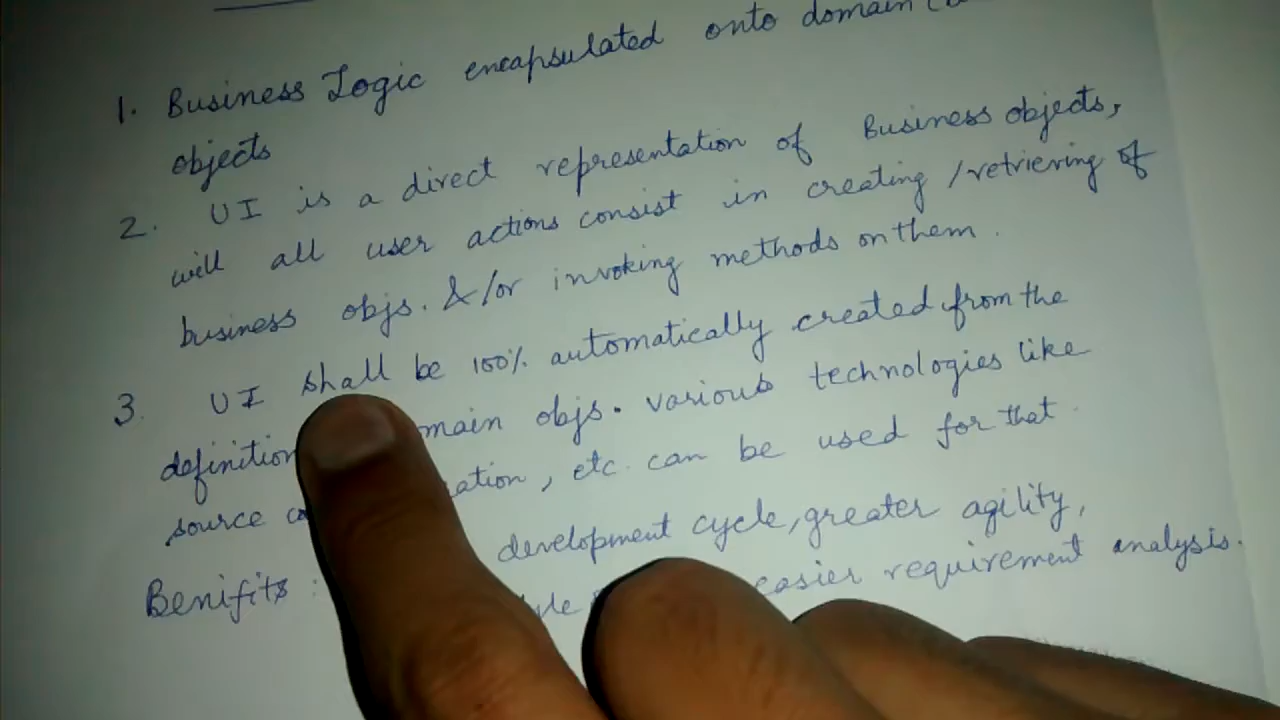 1. Business Logic encapsulated onto domain
objects
2. UI is a direct representation of Business objects,
will all user actions consist in creating /retrieving of
business objs. &/or invoking methods on them.
3. UI shall be 100% automatically created from the
definition main objs. various technologies like
source etc. can be used for that
Benifits : development cycle, greater agility,
easier requirement analysis.